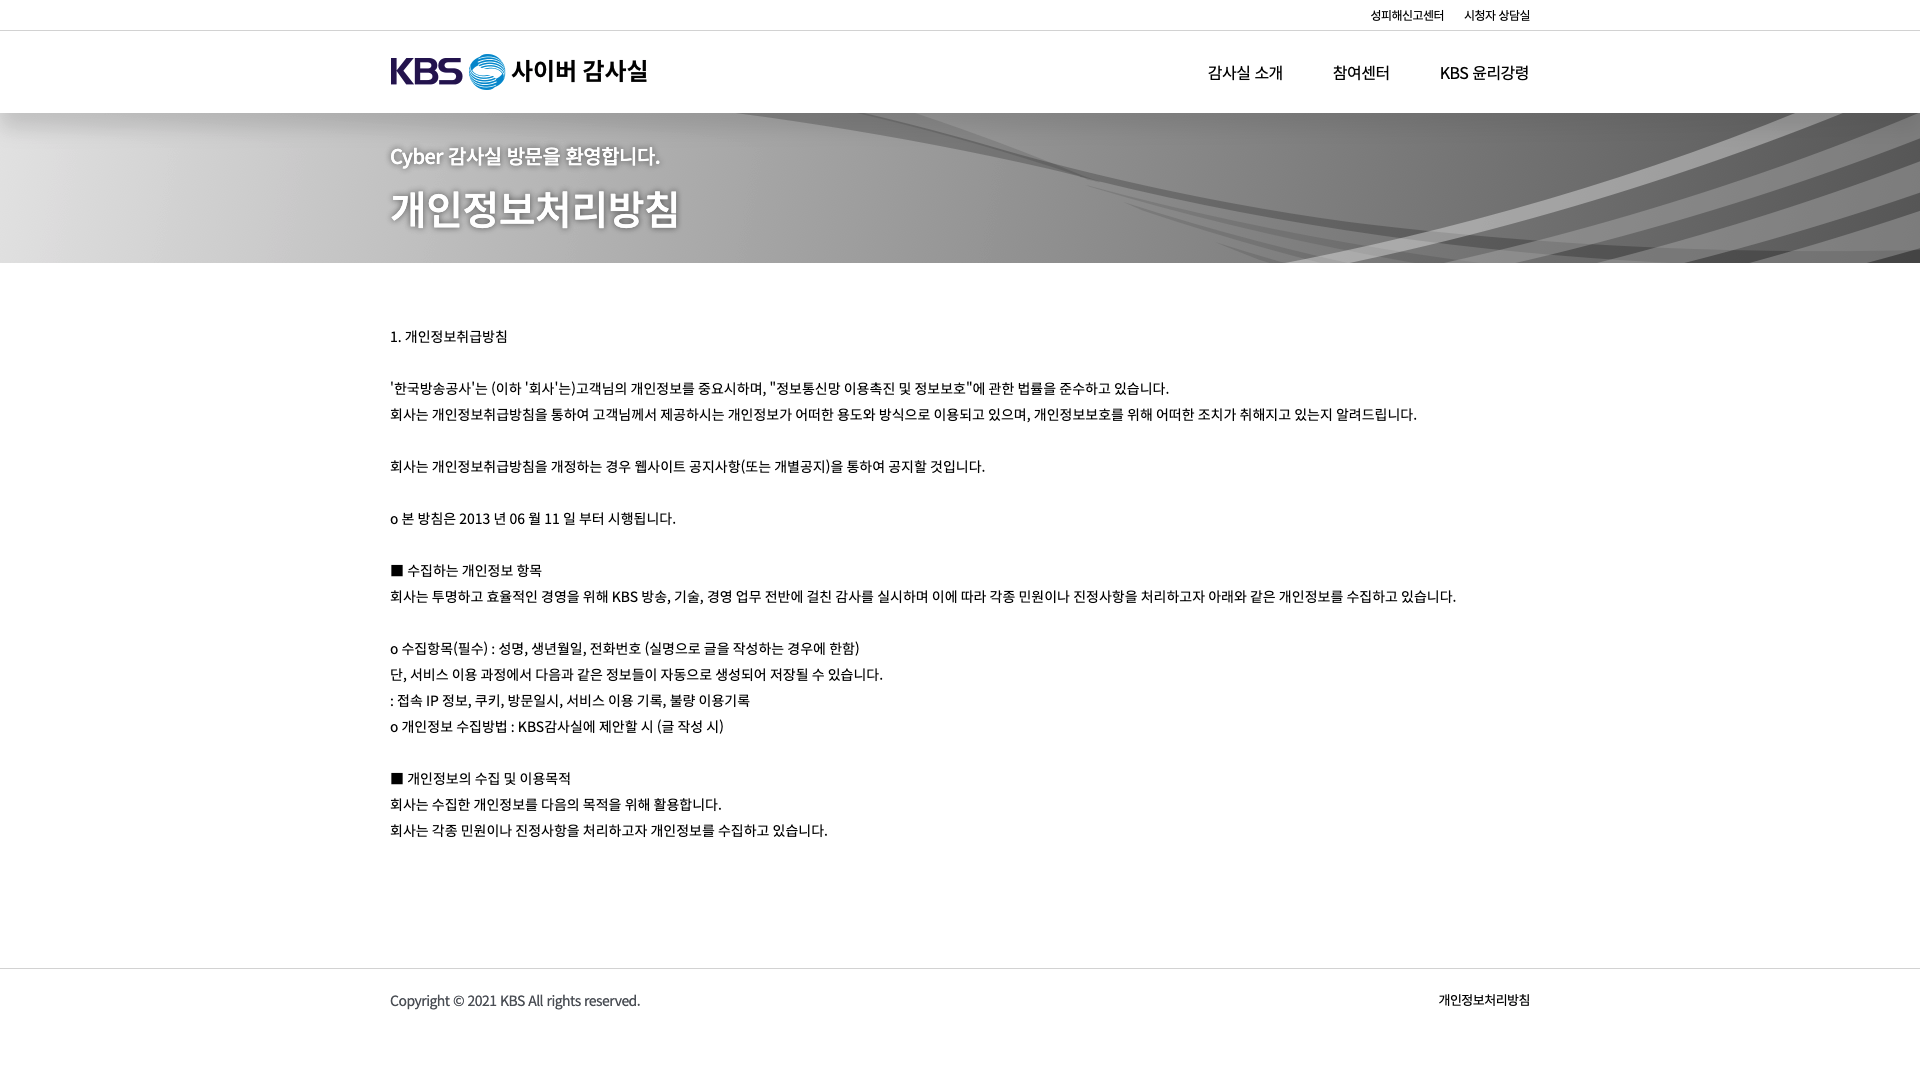 성피해신고센터 시청자 상담실
KBS 사이버 감사실
감사실 소개 참여센터 KBS 윤리강령
Cyber 감사실 방문을 환영합니다.
개인정보처리방침
1. 개인정보취급방침
'한국방송공사'는 (이하 '회사'는)고객님의 개인정보를 중요시하며, "정보통신망 이용촉진 및 정보보호"에 관한 법률을 준수하고 있습니다.
회사는 개인정보취급방침을 통하여 고객님께서 제공하시는 개인정보가 어떠한 용도와 방식으로 이용되고 있으며, 개인정보보호를 위해 어떠한 조치가 취해지고 있는지 알려드립니다.
회사는 개인정보취급방침을 개정하는 경우 웹사이트 공지사항(또는 개별공지)을 통하여 공지할 것입니다.
ο 본 방침은 2013 년 06 월 11 일 부터 시행됩니다.
■ 수집하는 개인정보 항목
회사는 투명하고 효율적인 경영을 위해 KBS 방송, 기술, 경영 업무 전반에 걸친 감사를 실시하며 이에 따라 각종 민원이나 진정사항을 처리하고자 아래와 같은 개인정보를 수집하고 있습니다.
ο 수집항목(필수) : 성명, 생년월일, 전화번호 (실명으로 글을 작성하는 경우에 한함)
단, 서비스 이용 과정에서 다음과 같은 정보들이 자동으로 생성되어 저장될 수 있습니다.
: 접속 IP 정보, 쿠키, 방문일시, 서비스 이용 기록, 불량 이용기록
ο 개인정보 수집방법 : KBS감사실에 제안할 시 (글 작성 시)
■ 개인정보의 수집 및 이용목적
회사는 수집한 개인정보를 다음의 목적을 위해 활용합니다.
회사는 각종 민원이나 진정사항을 처리하고자 개인정보를 수집하고 있습니다.
Copyright © 2021 KBS All rights reserved.
개인정보처리방침